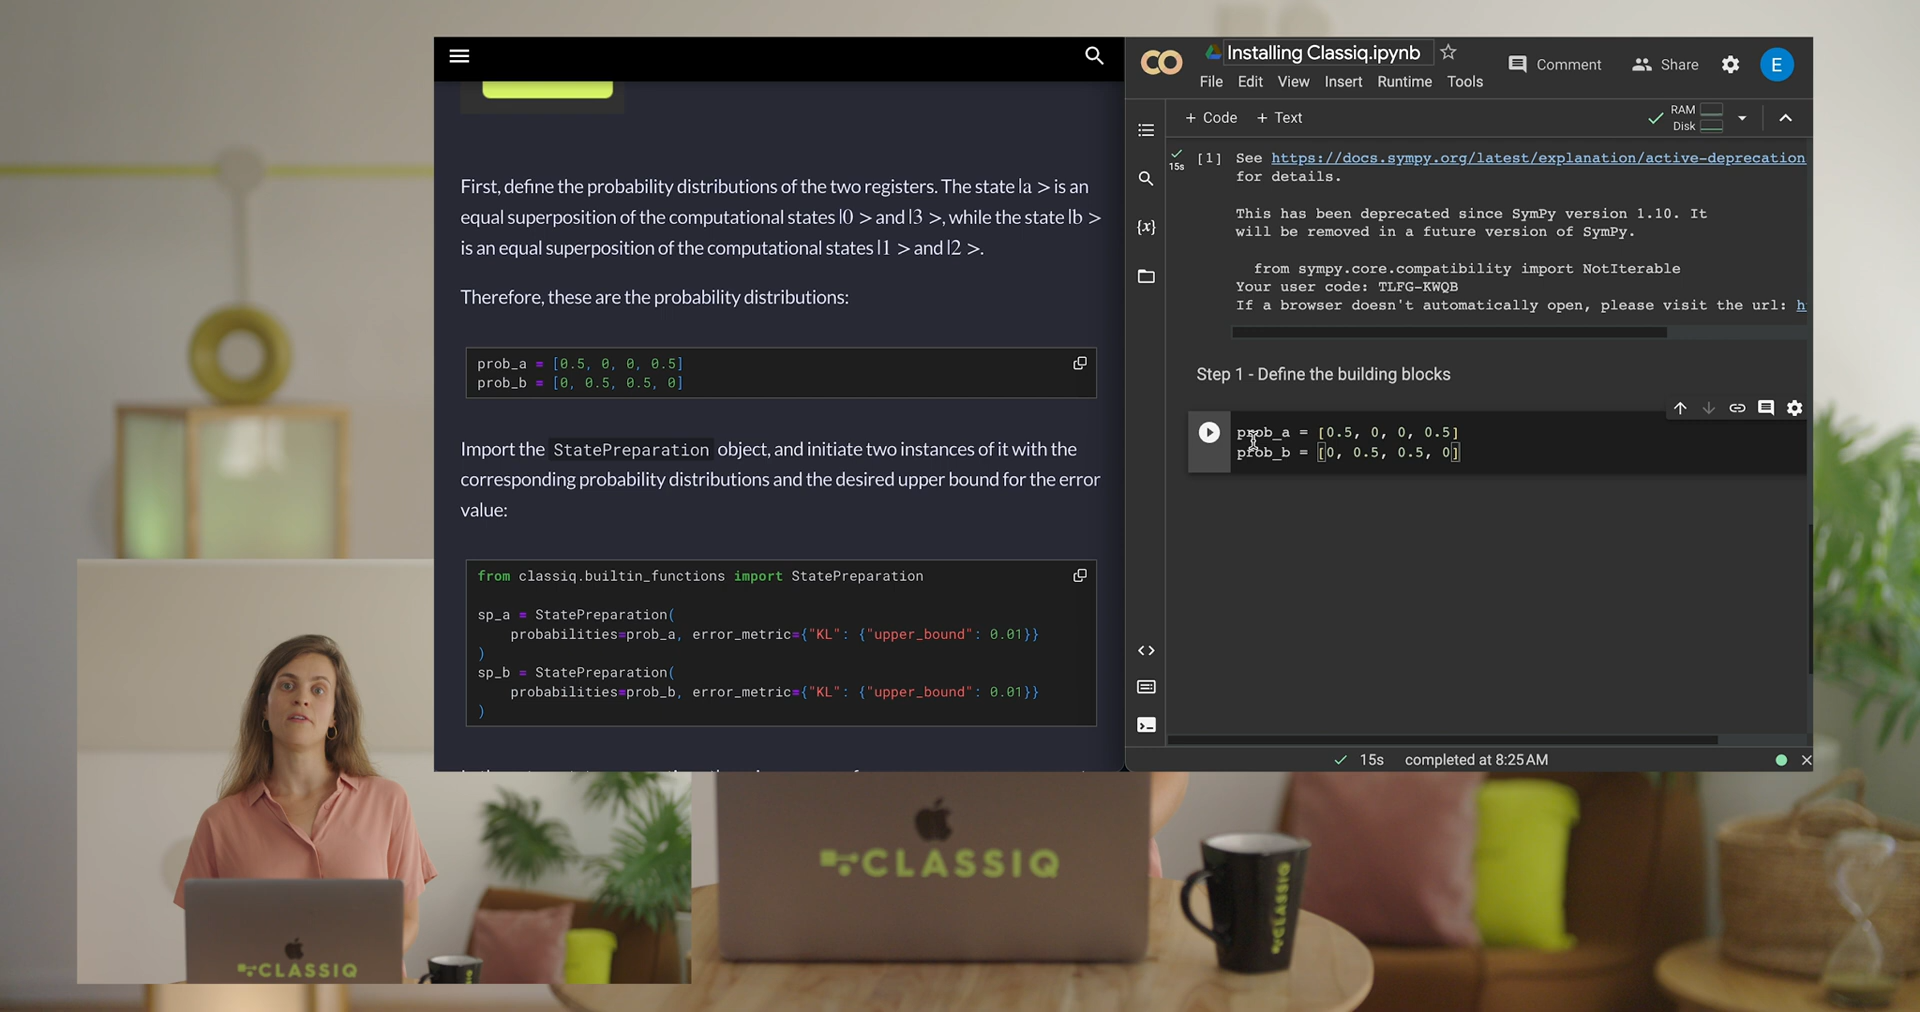 First, define the probability distributions of the two registers. The state |a > is an
equal superposition of the computational states |0 > and |3 >, while the state |b >
is an equal superposition of the computational states |1 > and |2 >.
Therefore, these are the probability distributions:
prob_a = [0.5, 0, 0, 0.5]
prob_b = [0, 0.5, 0.5, 0]
Import the StatePreparation object, and initiate two instances of it with the
corresponding probability distributions and the desired upper bound for the error
value:
from classiq.builtin_functions import StatePreparation
sp_a = StatePreparation(
probabilities=prob_a, error_metric={"KL": {"upper_bound": 0.01}}
)
sp_b = StatePreparation(
probabilities=prob_b, error_metric={"KL": {"upper_bound": 0.01}}
)
CO Installing Classiq.ipynb
Comment Share E
File Edit View Insert Runtime Tools
+ Code + Text
RAM
Disk
15s
[1] See https://docs.sympy.org/latest/explanation/active-deprecation
for details.
This has been deprecated since SymPy version 1.10. It
will be removed in a future version of SymPy.
from sympy.core.compatibility import NotIterable
Your user code: TLFG-KWQB
If a browser doesn't automatically open, please visit the url: h
Step 1 - Define the building blocks
prob_a = [0.5, 0, 0, 0.5]
prob_b = [0, 0.5, 0.5, 0]
{x}
<>
15s completed at 8:25 AM
CLASSIQ
CLASSIQ
CLASSIQ